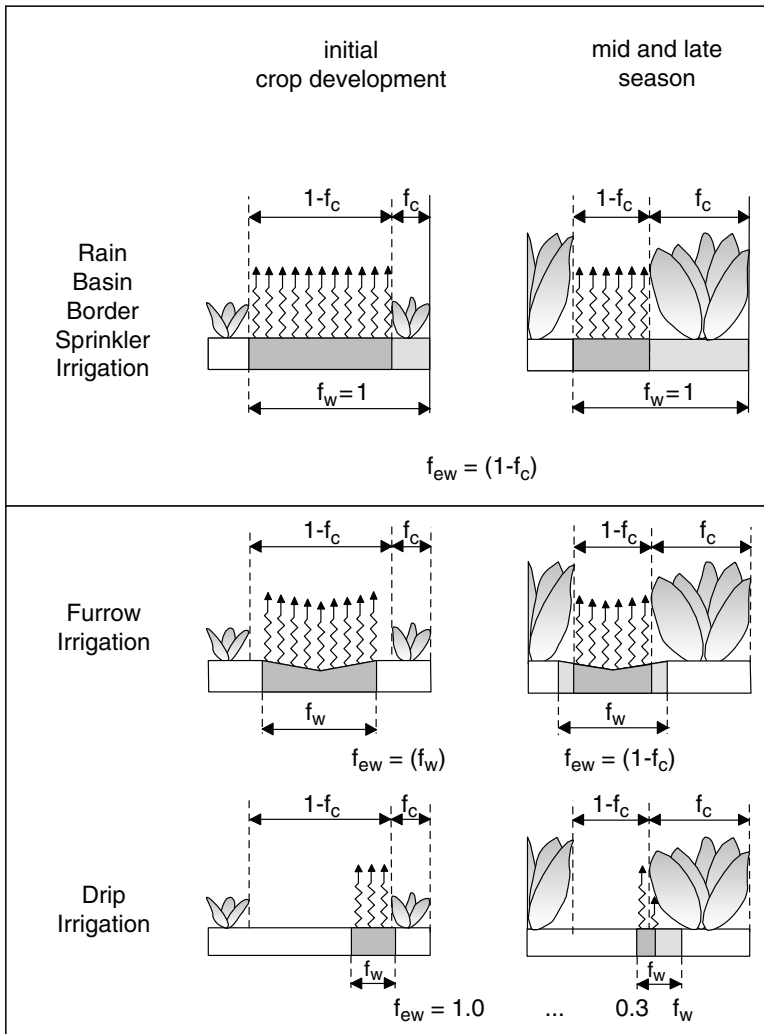 initial
crop development
mid and late
season
1-fc fc
1-fc fc
Rain
Basin
Border
Sprinkler
Irrigation
fw=1
fw=1
few = (1-fc)
1-fc fc
1-fc fc
Furrow
Irrigation
fw
fw
few = (fw)
few = (1-fc)
1-fc fc
1-fc fc
Drip
Irrigation
fw
fw
few = 1.0 ... 0.3 fw